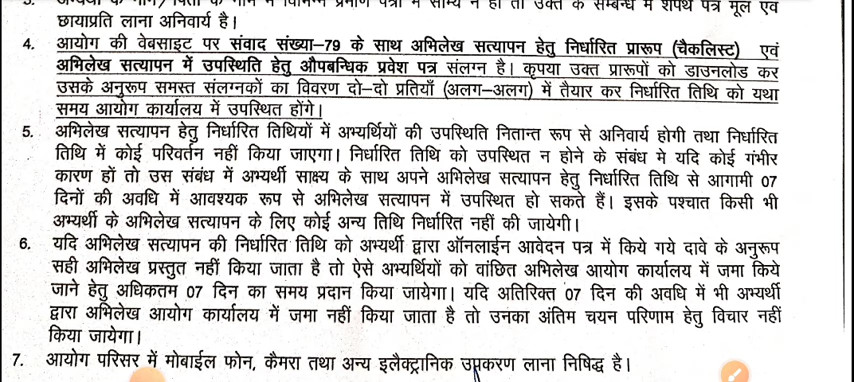 छायाप्रति लाना अनिवार्य है।
4. आयोग की वेबसाइट पर संवाद संख्या–79 के साथ अभिलेख सत्यापन हेतु निर्धारित प्रारूप (चैकलिस्ट) एवं
अभिलेख सत्यापन में उपस्थिति हेतु औपबन्धिक प्रवेश पत्र संलग्न है। कृपया उक्त प्रारूपों को डाउनलोड कर
उसके अनुरूप समस्त संलग्नकों का विवरण दो–दो प्रतियाँ (अलग–अलग) में तैयार कर निर्धारित तिथि को यथा
समय आयोग कार्यालय में उपस्थित होंगे।
5. अभिलेख सत्यापन हेतु निर्धारित तिथियों में अभ्यर्थियों की उपस्थिति नितान्त रूप से अनिवार्य होगी तथा निर्धारित
तिथि में कोई परिवर्तन नहीं किया जाएगा। निर्धारित तिथि को उपस्थित न होने के संबंध मे यदि कोई गंभीर
कारण हों तो उस संबंध में अभ्यर्थी साक्ष्य के साथ अपने अभिलेख सत्यापन हेतु निर्धारित तिथि से आगामी 07
दिनों की अवधि में आवश्यक रूप से अभिलेख सत्यापन में उपस्थित हो सकते हैं। इसके पश्चात किसी भी
अभ्यर्थी के अभिलेख सत्यापन के लिए कोई अन्य तिथि निर्धारित नहीं की जायेगी।
6. यदि अभिलेख सत्यापन की निर्धारित तिथि को अभ्यर्थी द्वारा ऑनलाईन आवेदन पत्र में किये गये दावे के अनुरूप
सही अभिलेख प्रस्तुत नहीं किया जाता है तो ऐसे अभ्यर्थियों को वांछित अभिलेख आयोग कार्यालय में जमा किये
जाने हेतु अधिकतम 07 दिन का समय प्रदान किया जायेगा। यदि अतिरिक्त 07 दिन की अवधि में भी अभ्यर्थी
द्वारा अभिलेख आयोग कार्यालय में जमा नहीं किया जाता है तो उनका अंतिम चयन परिणाम हेतु विचार नहीं
किया जायेगा।
7. आयोग परिसर में मोबाईल फोन, कैमरा तथा अन्य इलैक्ट्रानिक उपकरण लाना निषिद्ध है।